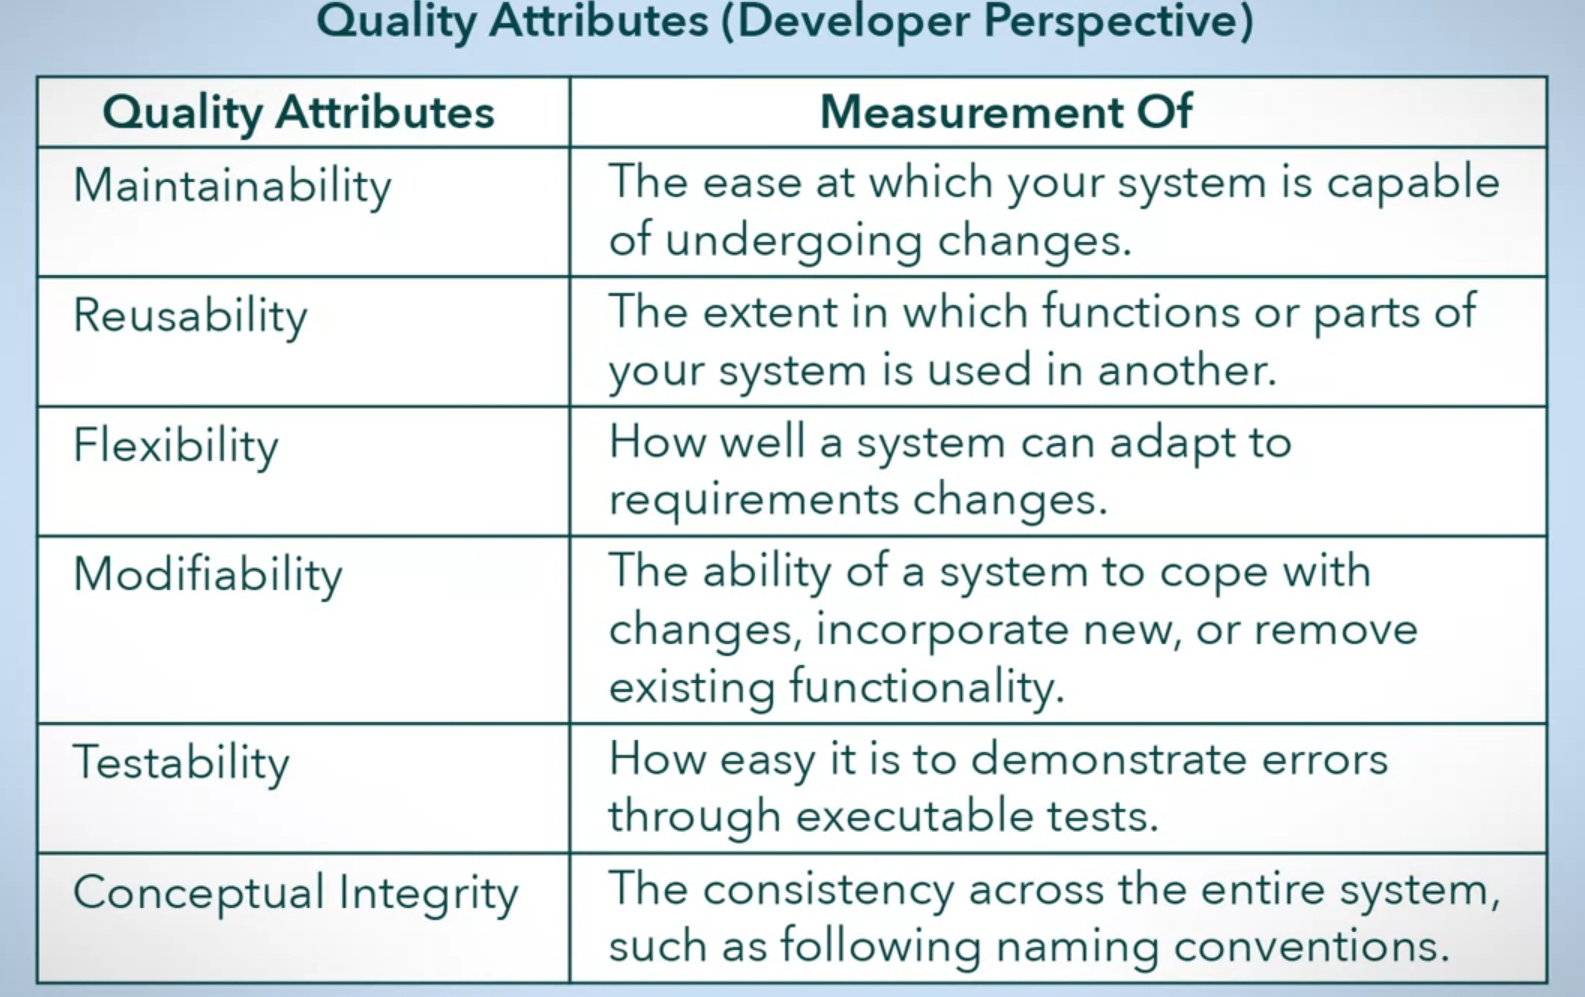 Quality Attributes (Developer Perspective)
Quality Attributes
Measurement Of
Maintainability
The ease at which your system is capable
of undergoing changes.
Reusability
The extent in which functions or parts of
your system is used in another.
Flexibility
How well a system can adapt to
requirements changes.
Modifiability
The ability of a system to cope with
changes, incorporate new, or remove
existing functionality.
Testability
How easy it is to demonstrate errors
through executable tests.
Conceptual Integrity
The consistency across the entire system,
such as following naming conventions.